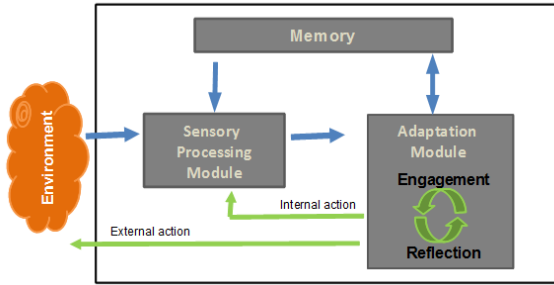 Memory
Environment
Sensory
Processing
Module
Adaptation
Module
Engagement
Reflection
Internal action
External action